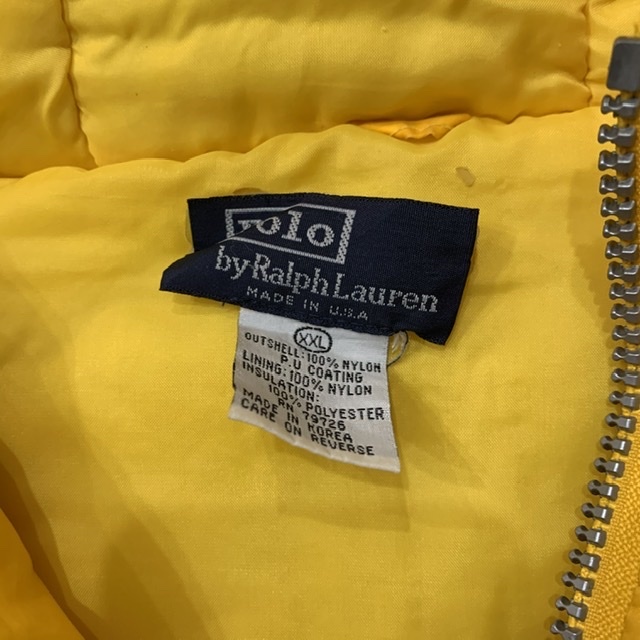 Polo
by Ralph Lauren
MADE IN U.S.A
XXL
OUTSHELL:100% NYLON
P.U COATING
LINING:100% NYLON
INSULATION:
100% POLYESTER
RN 79726
MADE IN KOREA
CARE ON REVERSE